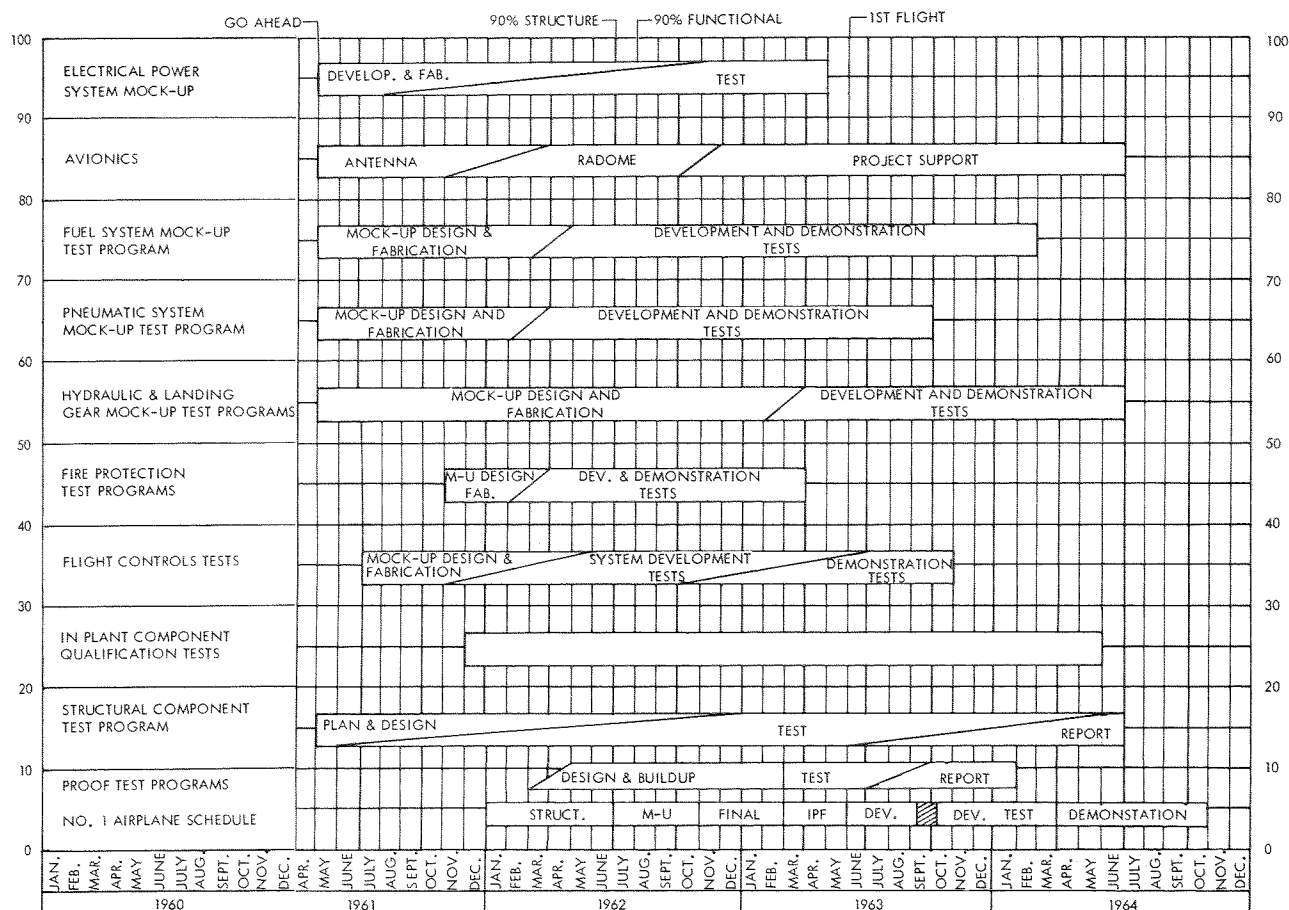 GO AHEAD
90% STRUCTURE
90% FUNCTIONAL
1ST FLIGHT
100
100
ELECTRICAL POWER
SYSTEM MOCK-UP
DEVELOP. & FAB.
TEST
90
90
AVIONICS
ANTENNA
RADOME
PROJECT SUPPORT
80
80
FUEL SYSTEM MOCK-UP
TEST PROGRAM
MOCK-UP DESIGN &
FABRICATION
DEVELOPMENT AND DEMONSTRATION
TESTS
70
70
PNEUMATIC SYSTEM
MOCK-UP TEST PROGRAM
MOCK-UP DESIGN AND
FABRICATION
DEVELOPMENT AND DEMONSTRATION
TESTS
60
60
HYDRAULIC & LANDING
GEAR MOCK-UP TEST PROGRAMS
MOCK-UP DESIGN AND
FABRICATION
DEVELOPMENT AND DEMONSTRATION
TESTS
50
50
FIRE PROTECTION
TEST PROGRAMS
M-U DESIGN
FAB.
DEV. & DEMONSTRATION
TESTS
40
40
FLIGHT CONTROLS TESTS
MOCK-UP DESIGN &
FABRICATION
SYSTEM DEVELOPMENT
TESTS
DEMONSTRATION
TESTS
30
30
IN PLANT COMPONENT
QUALIFICATION TESTS
20
20
STRUCTURAL COMPONENT
TEST PROGRAM
PLAN & DESIGN
TEST
REPORT
10
10
PROOF TEST PROGRAMS
DESIGN & BUILDUP
TEST
REPORT
NO. 1 AIRPLANE SCHEDULE
STRUCT.
M-U
FINAL
IPF
DEV.
DEV. TEST
DEMONSTATION
0
0
JAN. FEB. MAR. APR. MAY JUNE JULY AUG. SEPT. OCT. NOV. DEC. APR. MAY JUNE JULY AUG. SEPT OCT. NOV. DEC. JAN. FEB. MAR. APR. MAY JUNE JULY AUG. SEPT. OCT. NOV. DEC. JAN. FEB. MAR. APR. MAY JUNE JULY AUG. SEPT. OCT. NOV. DEC. JAN. FEB. MAR. APR. MAY JUNE JULY AUG. SEPT. OCT. NOV. DEC.
1960 1961 1962 1963 1964